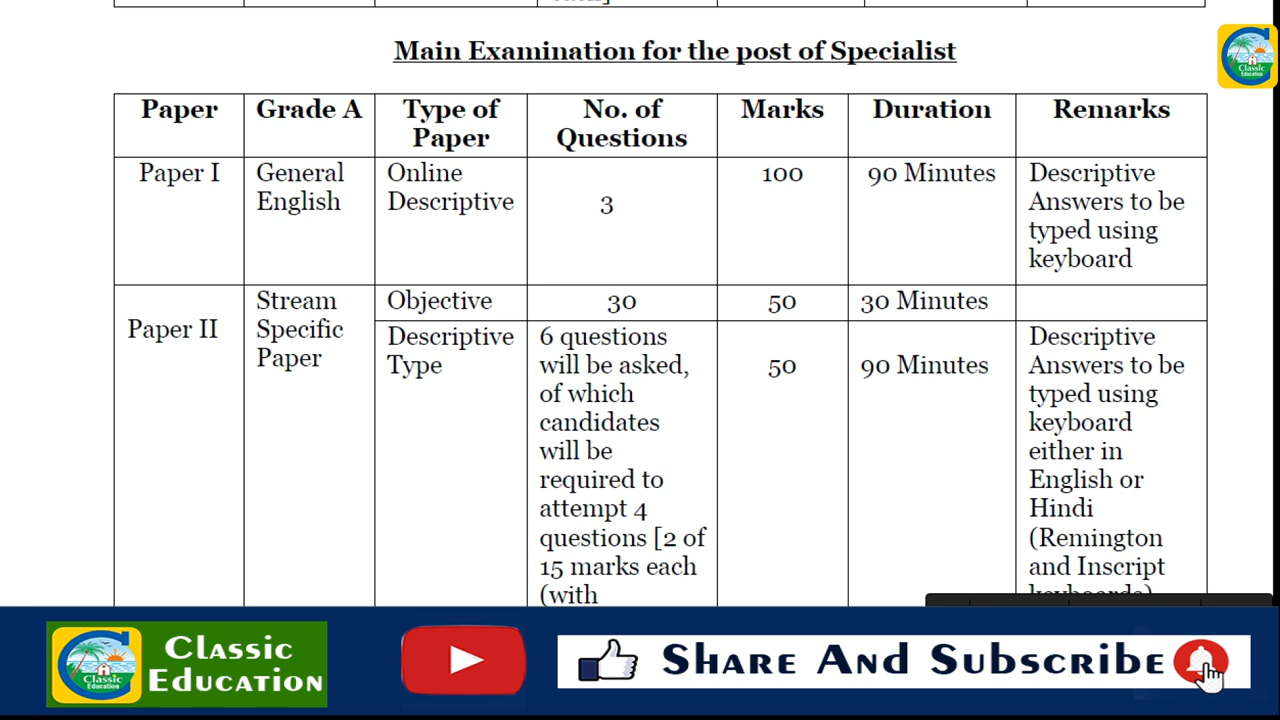 Main Examination for the post of Specialist
Classic
Education
Paper
Grade A
Type of
Paper
No. of
Questions
Marks
Duration
Remarks
Paper I
General
English
Online
Descriptive
3
100
90 Minutes
Descriptive
Answers to be
typed using
keyboard
Paper II
Stream
Specific
Paper
Objective
30
50
30 Minutes
Descriptive
Type
6 questions
will be asked,
of which
candidates
will be
required to
attempt 4
questions [2 of
15 marks each
(with
50
90 Minutes
Descriptive
Answers to be
typed using
keyboard
either in
English or
Hindi
(Remington
and Inscript
Classic
Education
CLASSIC
EDUCATION
SHARE AND SUBSCRIBE